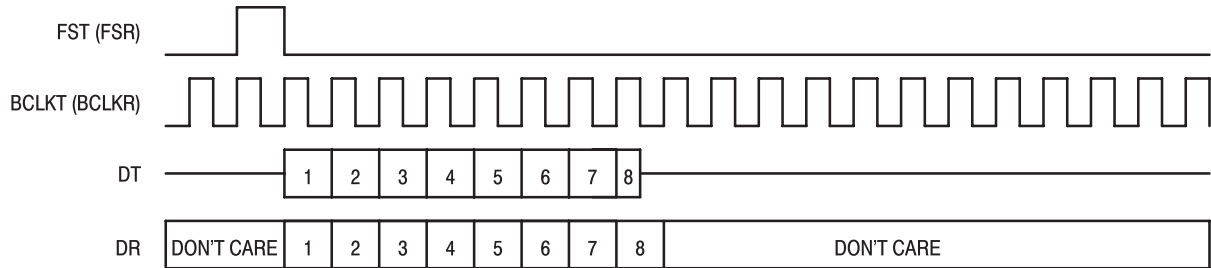 FST (FSR)
BCLKT (BCLKR)
DT 1 2 3 4 5 6 7 8
DR DON'T CARE 1 2 3 4 5 6 7 8 DON'T CARE